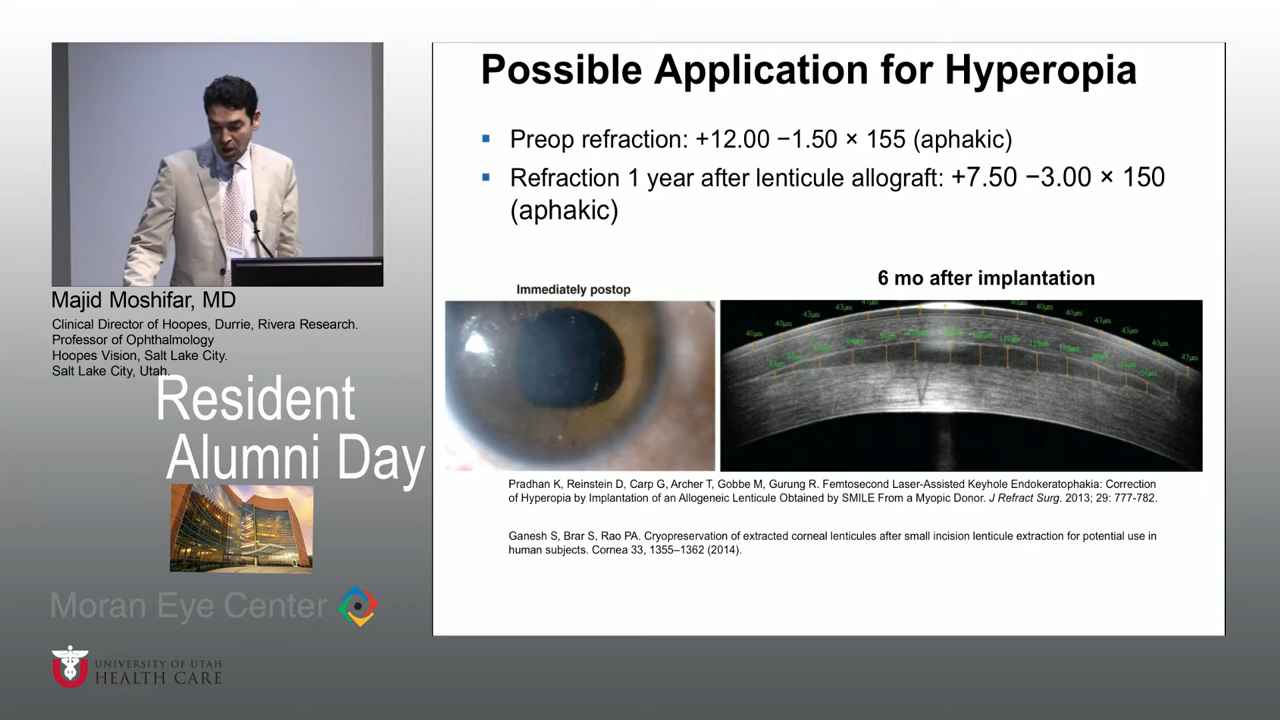 Possible Application for Hyperopia
▪ Preop refraction: +12.00 −1.50 × 155 (aphakic)
▪ Refraction 1 year after lenticule allograft: +7.50 −3.00 × 150
(aphakic)
Immediately postop
6 mo after implantation
Pradhan K, Reinstein D, Carp G, Archer T, Gobbe M, Gurung R. Femtosecond Laser-Assisted Keyhole Endokeratophakia: Correction
of Hyperopia by Implantation of an Allogeneic Lenticule Obtained by SMILE From a Myopic Donor. J Refract Surg. 2013; 29: 777-782.
Ganesh S, Brar S, Rao PA. Cryopreservation of extracted corneal lenticules after small incision lenticule extraction for potential use in
human subjects. Cornea 33, 1355–1362 (2014).
Majid Moshifar, MD
Clinical Director of Hoopes, Durrie, Rivera Research.
Professor of Ophthalmology
Hoopes Vision, Salt Lake City.
Salt Lake City, Utah.
Resident
Alumni Day
Moran Eye Center
UNIVERSITY OF UTAH
HEALTH CARE